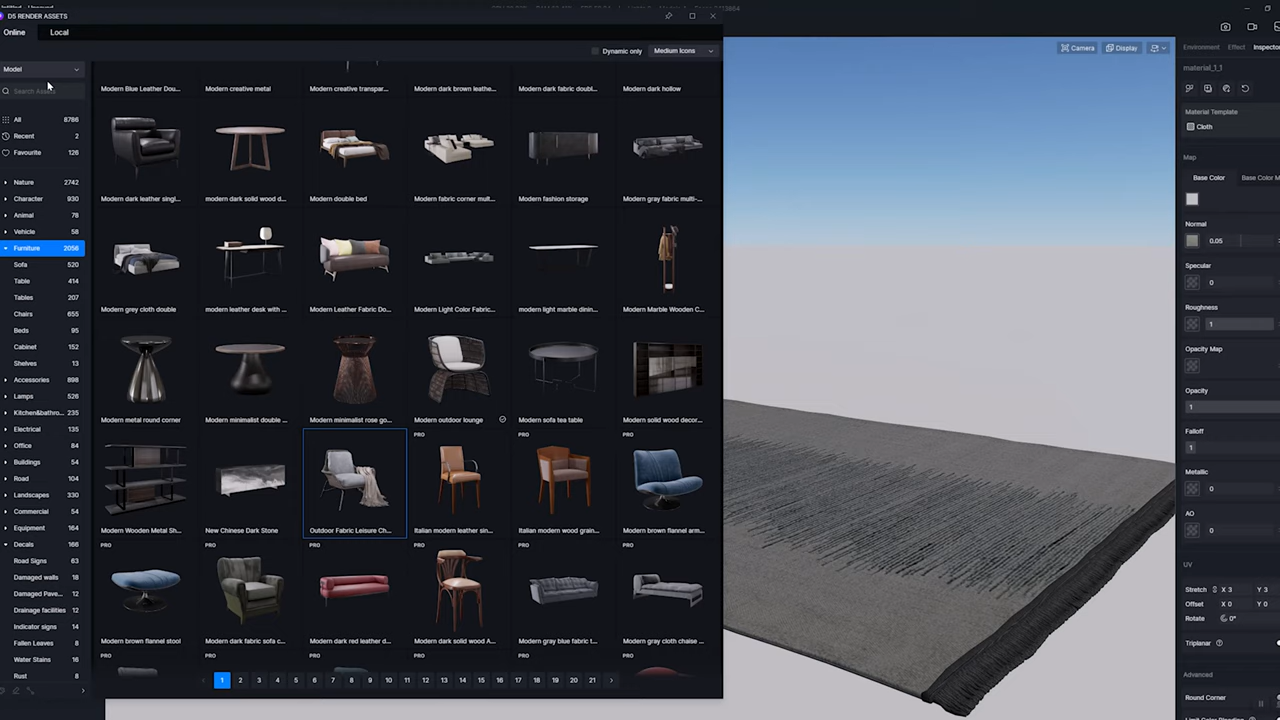 D5 RENDER ASSETS
Online
Local
Dynamic only
Medium Icons
Model
Search Assets
All 8786
Recent 2
Favourite 126
Nature 2742
Character 930
Animal 76
Vehicle 58
Furniture 2056
Sofa 520
Table 414
Tables 207
Chairs 655
Beds 95
Cabinet 152
Shelves 13
Accessories 898
Lamps 526
Kitchen&bathro... 235
Electrical 135
Office 84
Buildings 54
Road 104
Landscapes 330
Commercial 54
Equipment 164
Decals 166
Road Signs 63
Damaged walls 18
Damaged Pave... 12
Drainage facilities 12
Indicator signs 14
Fallen Leaves 8
Water Stains 16
Rust 8
Modern Blue Leather Dou...
Modern creative metal
Modern creative transpar...
Modern dark brown leathe...
Modern dark fabric doubl...
Modern dark hollow
Modern dark leather singl...
modern dark solid wood d...
Modern double bed
Modern fabric corner mult...
Modern fashion storage
Modern gray fabric multi-...
Modern grey cloth double
modern leather desk with ...
Modern Leather Fabric Do...
Modern Light Color Fabric...
modern light marble dinin...
Modern Marble Wooden C...
Modern metal round corner
Modern minimalist double ...
Modern minimalist rose go...
Modern outdoor lounge
Modern sofa tea table
Modern solid wood decor...
PRO
PRO
PRO
Modern Wooden Metal Sh...
New Chinese Dark Stone
Outdoor Fabric Leisure Ch...
Italian modern leather sin...
Italian modern wood grain...
Modern brown flannel arm...
PRO
PRO
PRO
PRO
PRO
PRO
Modern brown flannel stool
Modern dark fabric sofa c...
Modern dark red leather d...
Modern dark solid wood A...
Modern gray blue fabric t...
Modern gray cloth chaise ...
PRO
PRO
PRO
PRO
PRO
PRO
1 2 3 4 5 6 7 8 9 10 11 12 13 14 15 16 17 18 19 20 21
Camera
Display
Environment
Effect
Inspector
material_1_1
Material Template
Cloth
Map
Base Color
Base Color M
Normal
0.05
Specular
0
Roughness
1
Opacity Map
Opacity
1
Falloff
1
Metallic
0
AO
0
UV
Stretch X 3 Y 3
Offset X 0 Y 0
Rotate 0°
Triplanar
Advanced
Round Corner